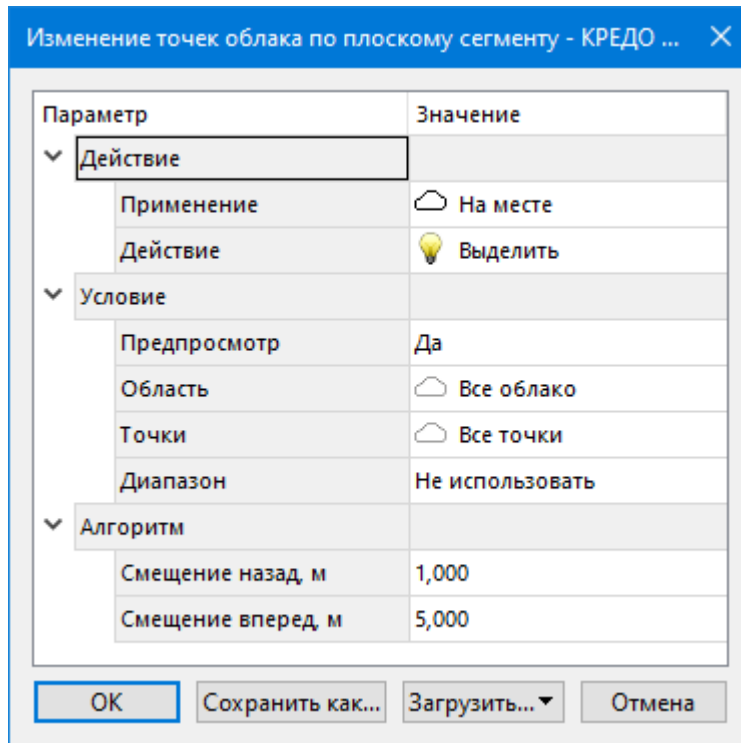 Изменение точек облака по плоскому сегменту - КРЕДО ...
Параметр Значение
Действие
Применение На месте
Действие Выделить
Условие
Предпросмотр Да
Область Все облако
Точки Все точки
Диапазон Не использовать
Алгоритм
Смещение назад, м 1,000
Смещение вперед, м 5,000
ОК Сохранить как... Загрузить... Отмена